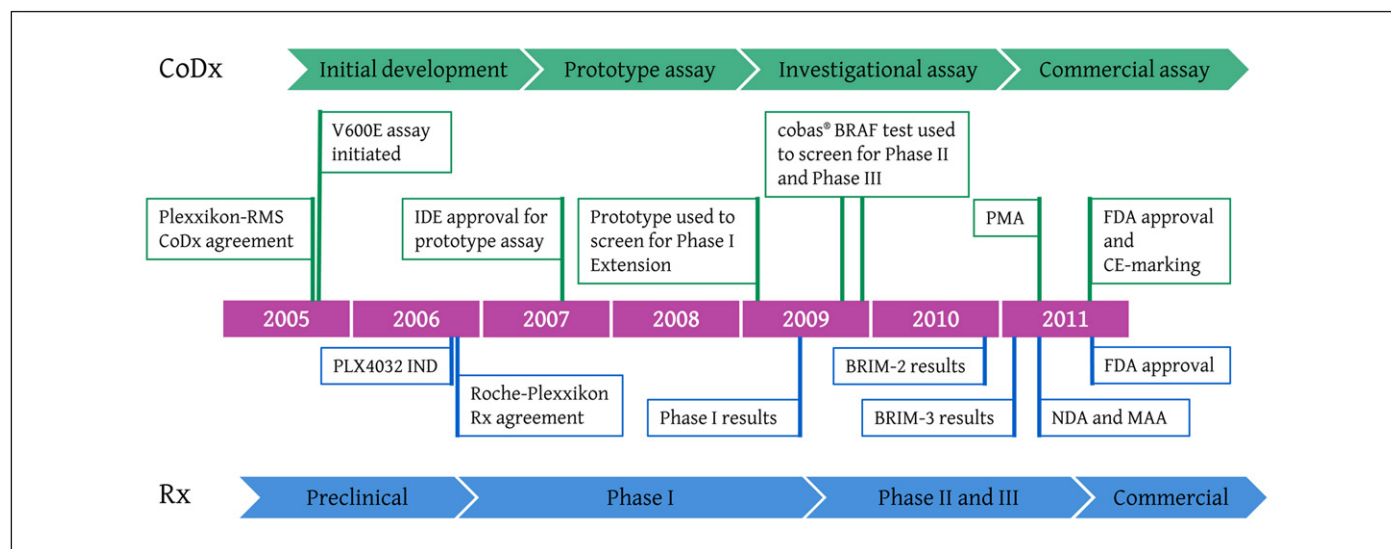 CoDx
Initial development
Prototype assay
Investigational assay
Commercial assay
V600E assay
initiated
cobas® BRAF test used
to screen for Phase II
and Phase III
Plexxikon-RMS
CoDx agreement
IDE approval for
prototype assay
Prototype used to
screen for Phase I
Extension
PMA
FDA approval
and
CE-marking
2005
2006
2007
2008
2009
2010
2011
PLX4032 IND
BRIM-2 results
FDA approval
Roche-Plexxikon
Rx agreement
Phase I results
BRIM-3 results
NDA and MAA
Rx
Preclinical
Phase I
Phase II and III
Commercial